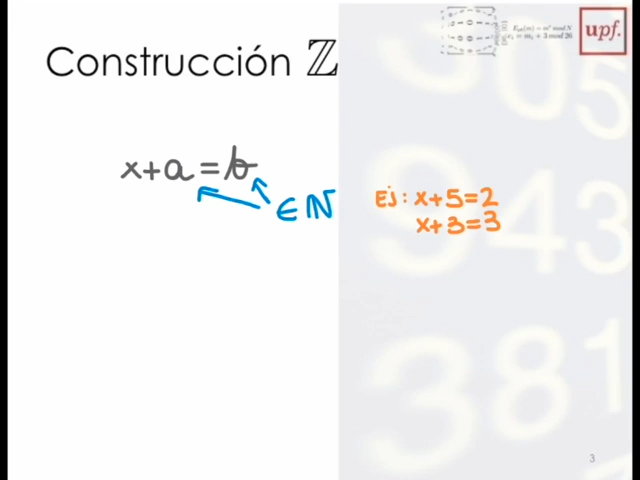 Construcción ℤ
upf.
x+a=b
∈ℕ
Ej: x+5=2
x+3=3
3